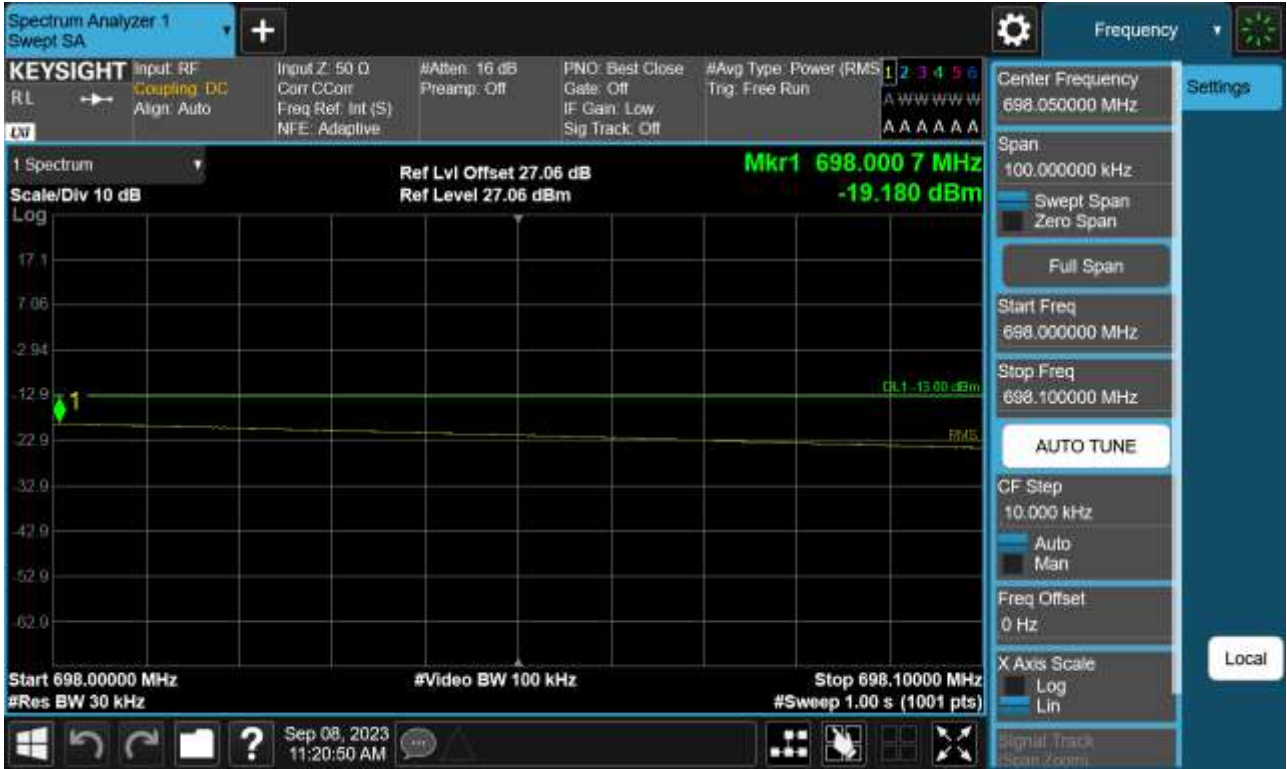 Spectrum Analyzer 1
Swept SA
Frequency
KEYSIGHT
RL
LXI
Input: RF
Coupling: DC
Align: Auto
Input Z: 50 Ω
Corr CCorr
Freq Ref: Int (S)
NFE: Adaptive
#Atten: 16 dB
Preamp: Off
PNO: Best Close
Gate: Off
IF Gain: Low
Sig Track: Off
#Avg Type: Power (RMS
Trig: Free Run
1 2 3 4 5 6
A W W W W W
A A A A A A
1 Spectrum
Scale/Div 10 dB
Log
Ref Lvl Offset 27.06 dB
Ref Level 27.06 dBm
Mkr1 698.000 7 MHz
-19.180 dBm
17.1
7.06
-2.94
-12.9
-22.9
-32.9
-42.9
-52.9
-62.9
1
DL1 -13.00 dBm
RMS
Start 698.00000 MHz
#Res BW 30 kHz
#Video BW 100 kHz
Stop 698.10000 MHz
#Sweep 1.00 s (1001 pts)
?
Sep 08, 2023
11:20:50 AM
Center Frequency
698.050000 MHz
Span
100.000000 kHz
Swept Span
Zero Span
Full Span
Start Freq
698.000000 MHz
Stop Freq
698.100000 MHz
AUTO TUNE
CF Step
10.000 kHz
Auto
Man
Freq Offset
0 Hz
X Axis Scale
Log
Lin
Signal Track
(Span Zoom)
Settings
Local